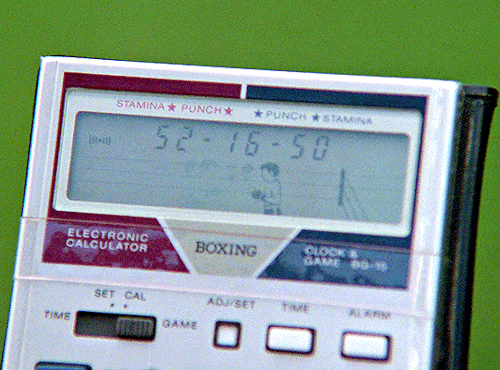 STAMINA★ PUNCH★ ★PUNCH ★STAMINA
52-16-50
ELECTRONIC
CALCULATOR
BOXING
CLOCK &
GAME BG-15
SET CAL
TIME
GAME
ADJ/SET
TIME
ALARM